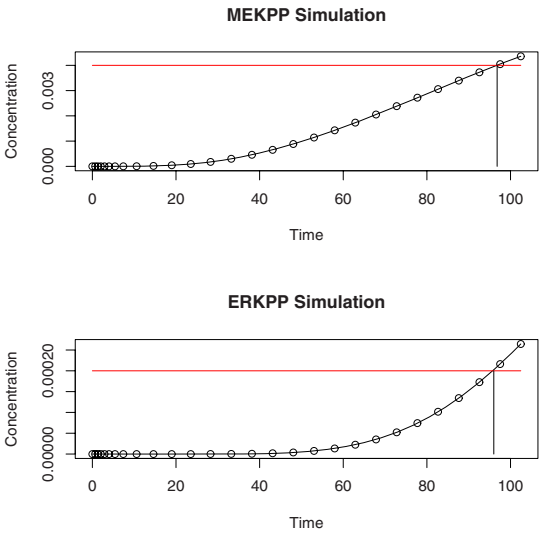 MEKPP Simulation
Concentration
0.003
0.000
0 20 40 60 80 100
Time
ERKPP Simulation
Concentration
0.00020
0.00000
0 20 40 60 80 100
Time